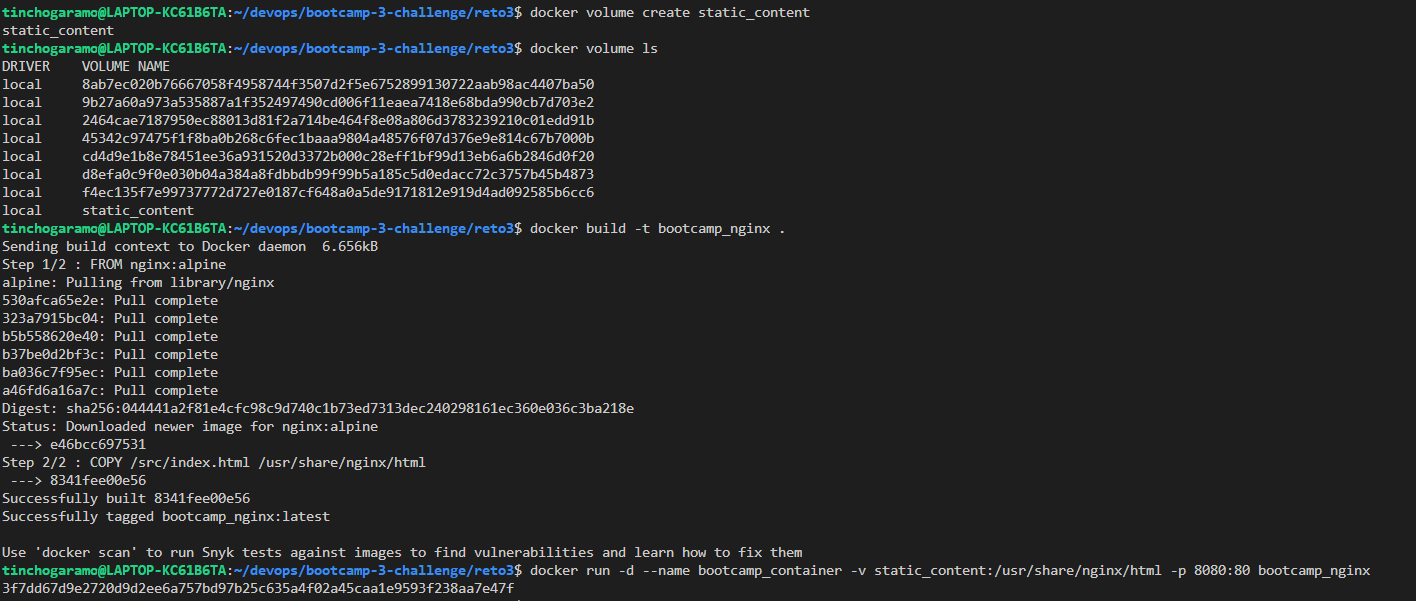 tinchogaramo@LAPTOP-KC61B6TA:~/devops/bootcamp-3-challenge/reto3$ docker volume create static_content
static_content
tinchogaramo@LAPTOP-KC61B6TA:~/devops/bootcamp-3-challenge/reto3$ docker volume ls
DRIVER    VOLUME NAME
local     8ab7ec020b76667058f4958744f3507d2f5e6752899130722aab98ac4407ba50
local     9b27a60a973a535887a1f352497490cd006f11eaea7418e68bda990cb7d703e2
local     2464cae7187950ec88013d81f2a714be464f8e08a806d3783239210c01edd91b
local     45342c97475f1f8ba0b268c6fec1baaa9804a48576f07d376e9e814c67b7000b
local     cd4d9e1b8e78451ee36a931520d3372b000c28eff1bf99d13eb6a6b2846d0f20
local     d8efa0c9f0e030b04a384a8fdbbdb99f99b5a185c5d0edacc72c3757b45b4873
local     f4ec135f7e99737772d727e0187cf648a0a5de9171812e919d4ad092585b6cc6
local     static_content
tinchogaramo@LAPTOP-KC61B6TA:~/devops/bootcamp-3-challenge/reto3$ docker build -t bootcamp_nginx .
Sending build context to Docker daemon  6.656kB
Step 1/2 : FROM nginx:alpine
alpine: Pulling from library/nginx
530afca65e2e: Pull complete
323a7915bc04: Pull complete
b5b558620e40: Pull complete
b37be0d2bf3c: Pull complete
ba036c7f95ec: Pull complete
a46fd6a16a7c: Pull complete
Digest: sha256:044441a2f81e4cfc98c9d740c1b73ed7313dec240298161ec360e036c3ba218e
Status: Downloaded newer image for nginx:alpine
 ---> e46bcc697531
Step 2/2 : COPY /src/index.html /usr/share/nginx/html
 ---> 8341fee00e56
Successfully built 8341fee00e56
Successfully tagged bootcamp_nginx:latest

Use 'docker scan' to run Snyk tests against images to find vulnerabilities and learn how to fix them
tinchogaramo@LAPTOP-KC61B6TA:~/devops/bootcamp-3-challenge/reto3$ docker run -d --name bootcamp_container -v static_content:/usr/share/nginx/html -p 8080:80 bootcamp_nginx
3f7dd67d9e2720d9d2ee6a757bd97b25c635a4f02a45caa1e9593f238aa7e47f